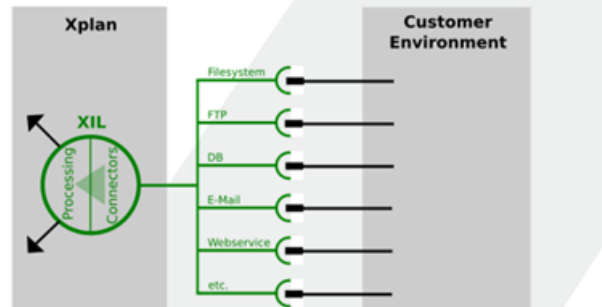 Xplan
Customer
Environment
XIL
Processing
Connectors
Filesystem
FTP
DB
E-Mail
Webservice
etc.